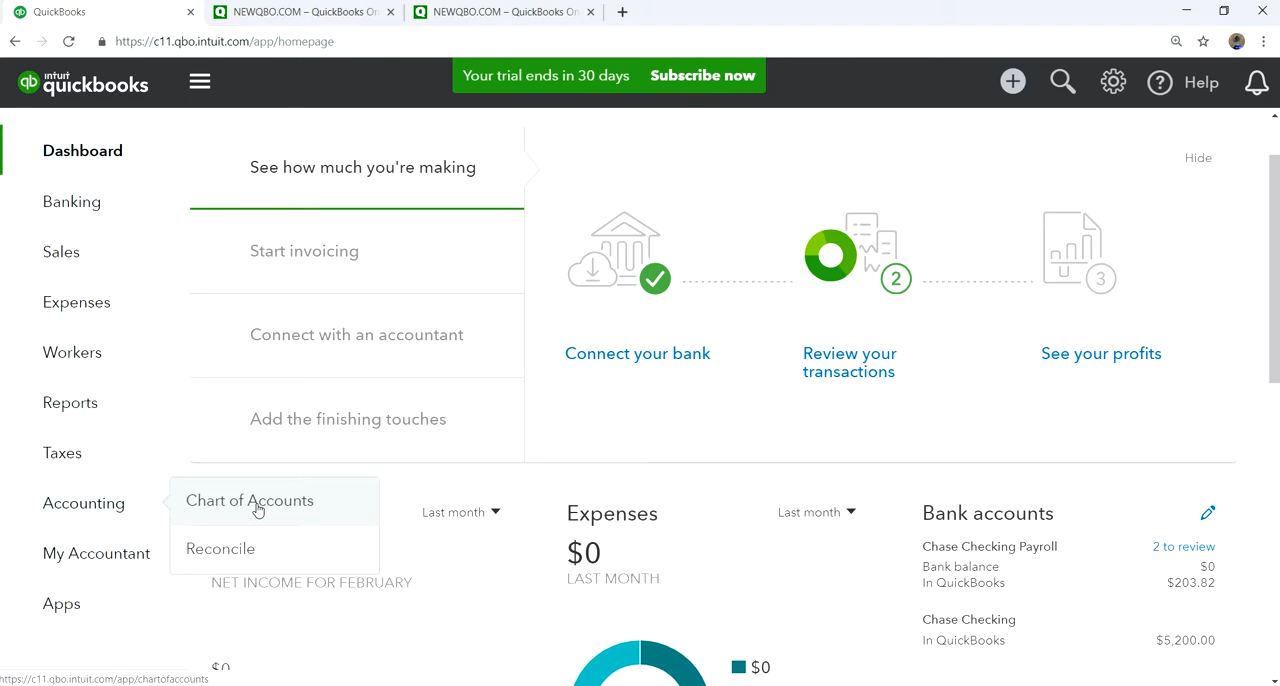 QuickBooks
NEWQBO.COM – QuickBooks On
NEWQBO.COM – QuickBooks On
https://c11.qbo.intuit.com/app/homepage
qb intuit quickbooks
Your trial ends in 30 days Subscribe now
Help
Dashboard
Banking
Sales
Expenses
Workers
Reports
Taxes
Accounting
My Accountant
Apps
Chart of Accounts
Reconcile
See how much you're making
Start invoicing
Connect with an accountant
Add the finishing touches
Hide
2
3
Connect your bank
Review your
transactions
See your profits
Last month
NET INCOME FOR FEBRUARY
$0
Expenses
Last month
$0
LAST MONTH
$0
Bank accounts
Chase Checking Payroll 2 to review
Bank balance $0
In QuickBooks $203.82
Chase Checking
In QuickBooks $5,200.00
https://c11.qbo.intuit.com/app/chartofaccounts